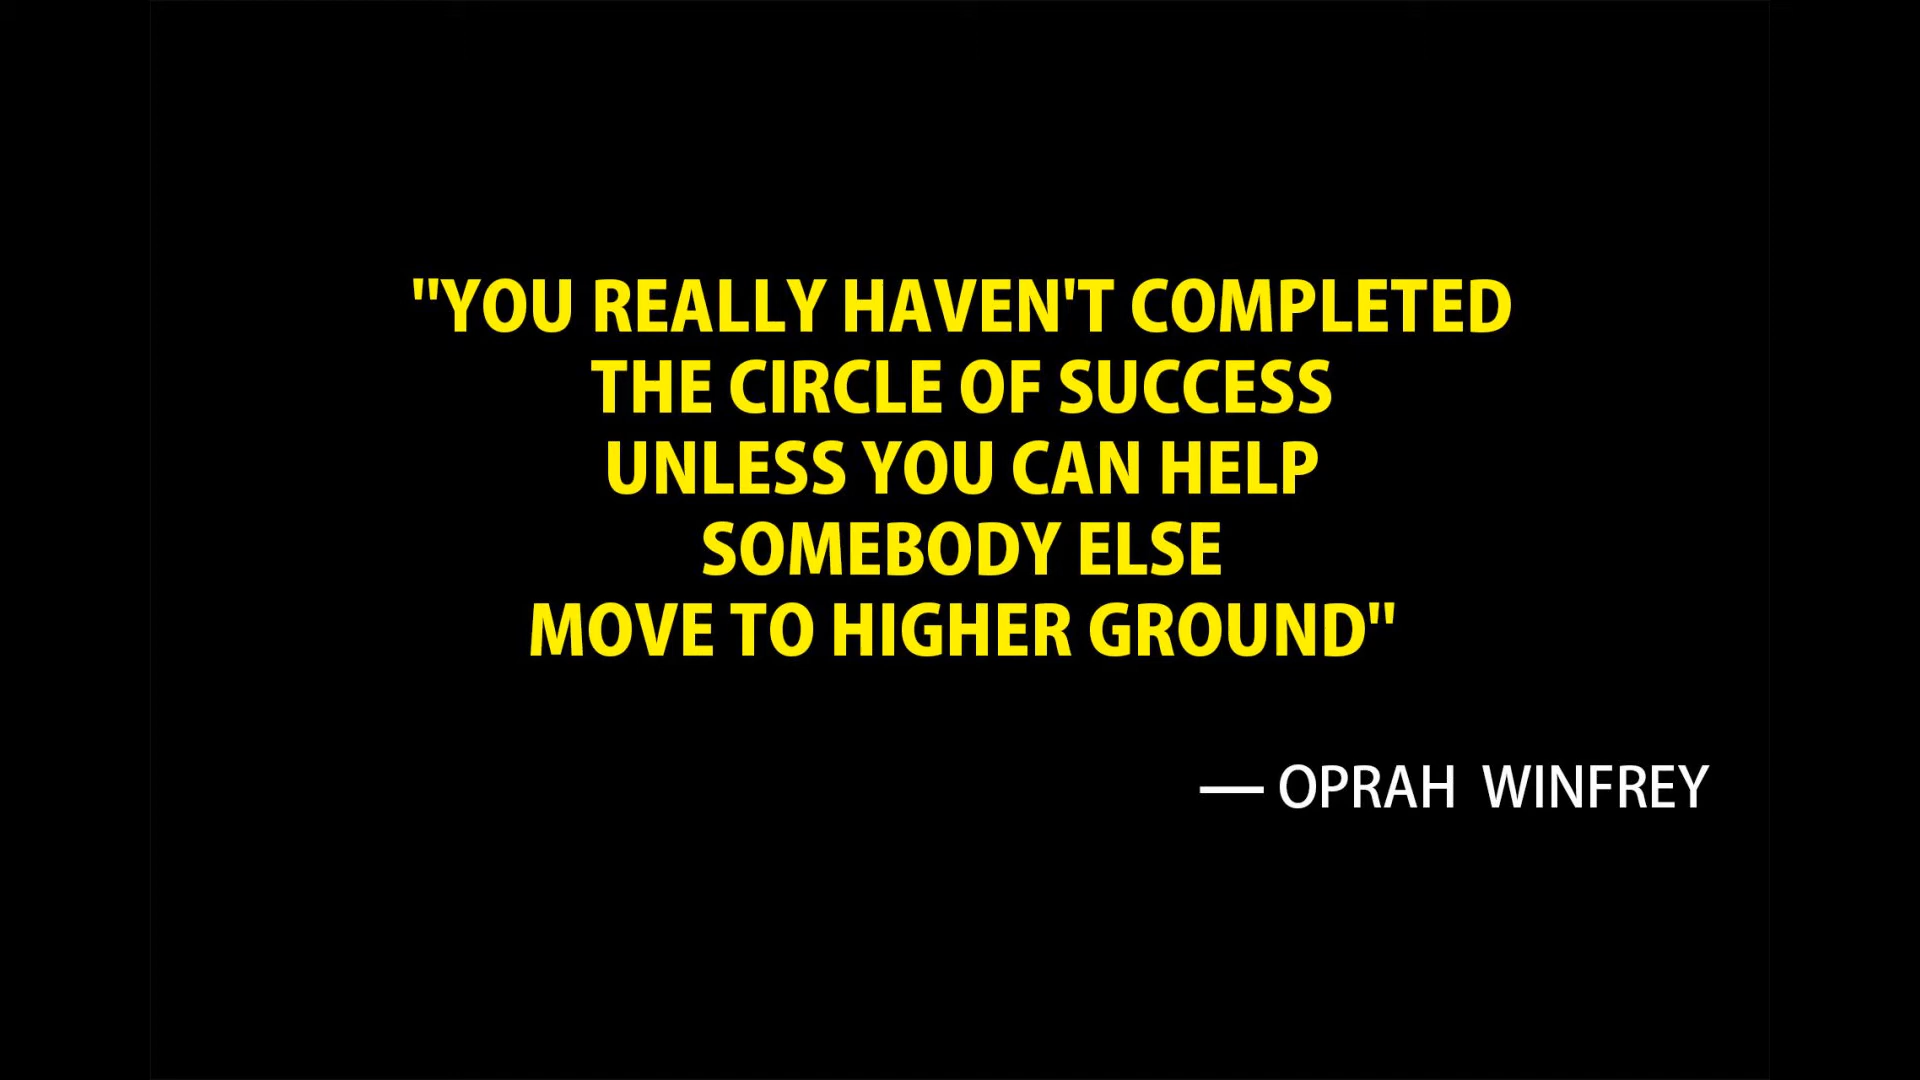 "YOU REALLY HAVEN'T COMPLETED
THE CIRCLE OF SUCCESS
UNLESS YOU CAN HELP
SOMEBODY ELSE
MOVE TO HIGHER GROUND"
— OPRAH WINFREY